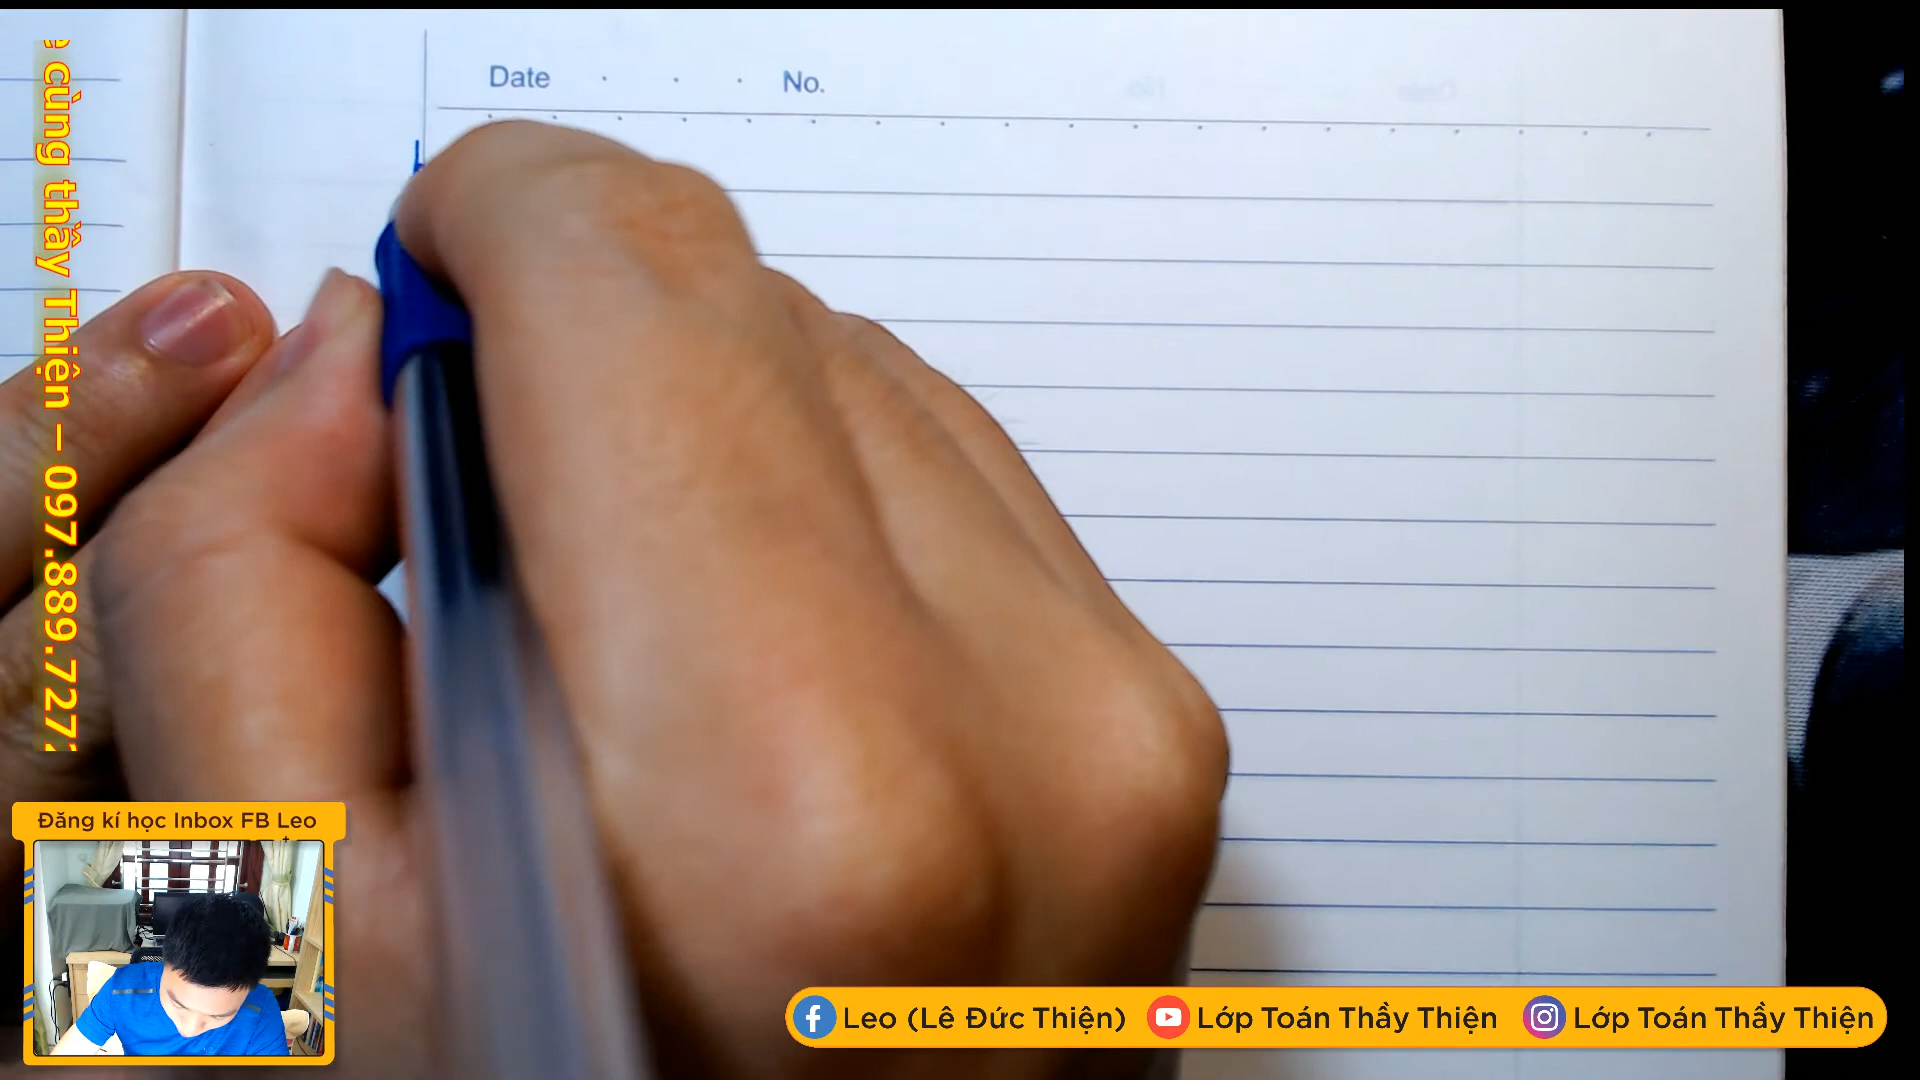 Date . . . No.
cùng thầy Thiện – 097.889.727
Đăng kí học Inbox FB Leo
Leo (Lê Đức Thiện) Lớp Toán Thầy Thiện Lớp Toán Thầy Thiện